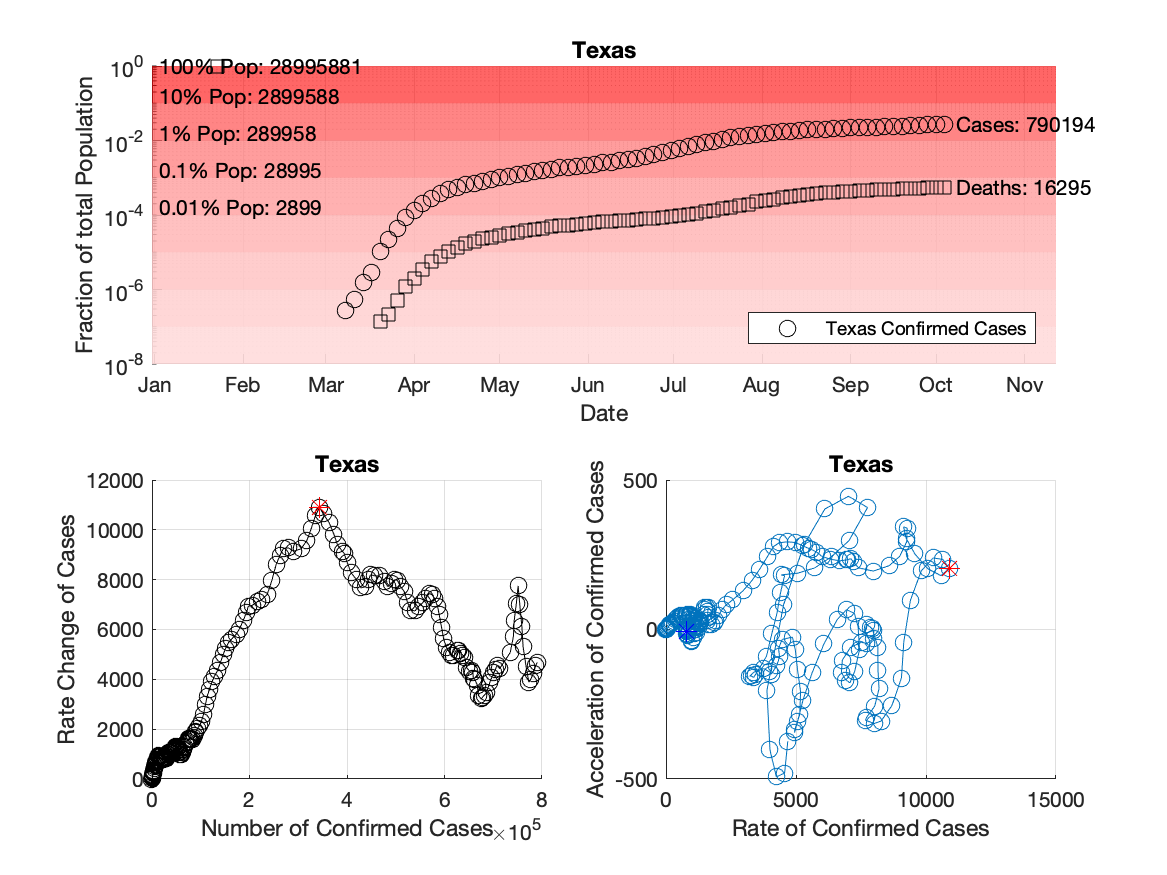 Texas
Fraction of total Population
10^0
10^-2
10^-4
10^-6
10^-8
100% Pop: 28995881
10% Pop: 2899588
1% Pop: 289958
0.1% Pop: 28995
0.01% Pop: 2899
Cases: 790194
Deaths: 16295
Texas Confirmed Cases
Jan Feb Mar Apr May Jun Jul Aug Sep Oct Nov
Date
Texas
Rate Change of Cases
12000
10000
8000
6000
4000
2000
0
0 2 4 6 8
Number of Confirmed Cases ×10^5
Texas
Acceleration of Confirmed Cases
500
0
-500
0 5000 10000 15000
Rate of Confirmed Cases